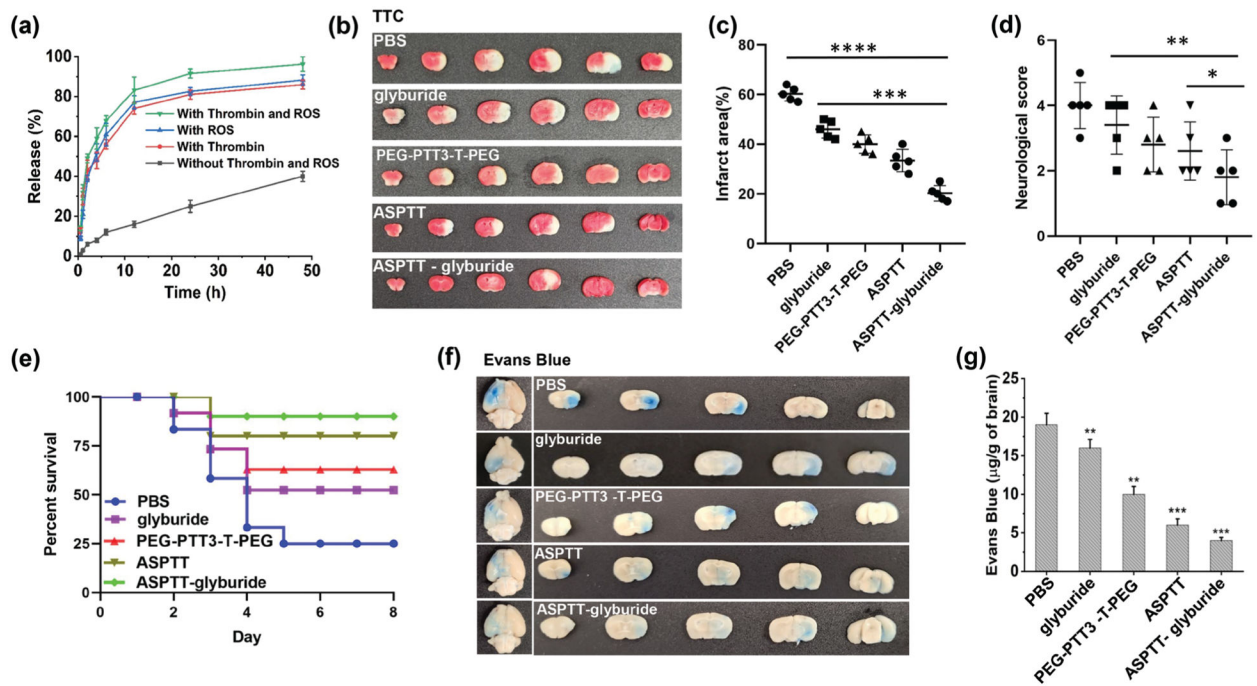 (a)
100
80
60
40
20
0
Release (%)
With Thrombin and ROS
With ROS
With Thrombin
Without Thrombin and ROS
0 10 20 30 40 50
Time (h)
(b) TTC
PBS
glyburide
PEG-PTT3-T-PEG
ASPTT
ASPTT - glyburide
(c)
80
60
40
20
0
Infarct area(%)
****
***
PBS
glyburide
PEG-PTT3-T-PEG
ASPTT
ASPTT-glyburide
(d)
6
4
2
0
Neurological score
**
*
PBS
glyburide
PEG-PTT3-T-PEG
ASPTT
ASPTT-glyburide
(e)
100
75
50
25
0
Percent survival
PBS
glyburide
PEG-PTT3-T-PEG
ASPTT
ASPTT-glyburide
0 2 4 6 8
Day
(f) Evans Blue
PBS
glyburide
PEG-PTT3 -T-PEG
ASPTT
ASPTT-glyburide
(g)
25
20
15
10
5
0
Evans Blue (μg/g of brain)
**
**
***
***
PBS
glyburide
PEG-PTT3 -T-PEG
ASPTT
ASPTT- glyburide